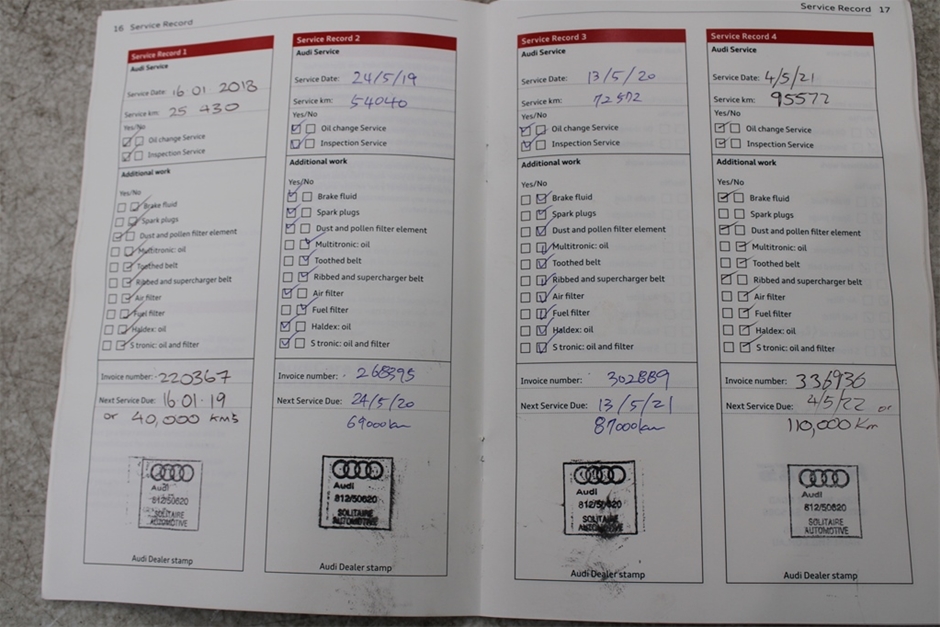 16 Service Record
Service Record 1
Audi Service
Service Date: 16 01 2018
Service km: 25 430
Yes/No
Oil change Service
Inspection Service
Additional work
Yes/No
Brake fluid
Spark plugs
Dust and pollen filter element
Multitronic: oil
Toothed belt
Ribbed and supercharger belt
Air filter
Fuel filter
Haldex: oil
S tronic: oil and filter
Invoice number: 220367
Next Service Due: 16.01.19
or 40,000 kms
Audi
812/50620
SOLITAIRE
AUTOMOTIVE
Audi Dealer stamp
Service Record 2
Audi Service
Service Date: 24/5/19
Service km: 54040
Yes/No
Oil change Service
Inspection Service
Additional work
Yes/No
Brake fluid
Spark plugs
Dust and pollen filter element
Multitronic: oil
Toothed belt
Ribbed and supercharger belt
Air filter
Fuel filter
Haldex: oil
S tronic: oil and filter
Invoice number: 268395
Next Service Due: 24/5/20
69000km
Audi
812/50620
SOLITAIRE
AUTOMOTIVE
Audi Dealer stamp
Service Record 17
Service Record 3
Audi Service
Service Date: 13/5/20
Service km: 72572
Yes/No
Oil change Service
Inspection Service
Additional work
Yes/No
Brake fluid
Spark plugs
Dust and pollen filter element
Multitronic: oil
Toothed belt
Ribbed and supercharger belt
Air filter
Fuel filter
Haldex: oil
S tronic: oil and filter
Invoice number: 302889
Next Service Due: 13/5/21
87000km
Audi
812/50620
SOLITAIRE
AUTOMOTIVE
Audi Dealer stamp
Service Record 4
Audi Service
Service Date: 4/5/21
Service km: 95577
Yes/No
Oil change Service
Inspection Service
Additional work
Yes/No
Brake fluid
Spark plugs
Dust and pollen filter element
Multitronic: oil
Toothed belt
Ribbed and supercharger belt
Air filter
Fuel filter
Haldex: oil
S tronic: oil and filter
Invoice number: 336936
Next Service Due: 4/5/22 or
110,000 Km
Audi
812/50620
SOLITAIRE
AUTOMOTIVE
Audi Dealer stamp